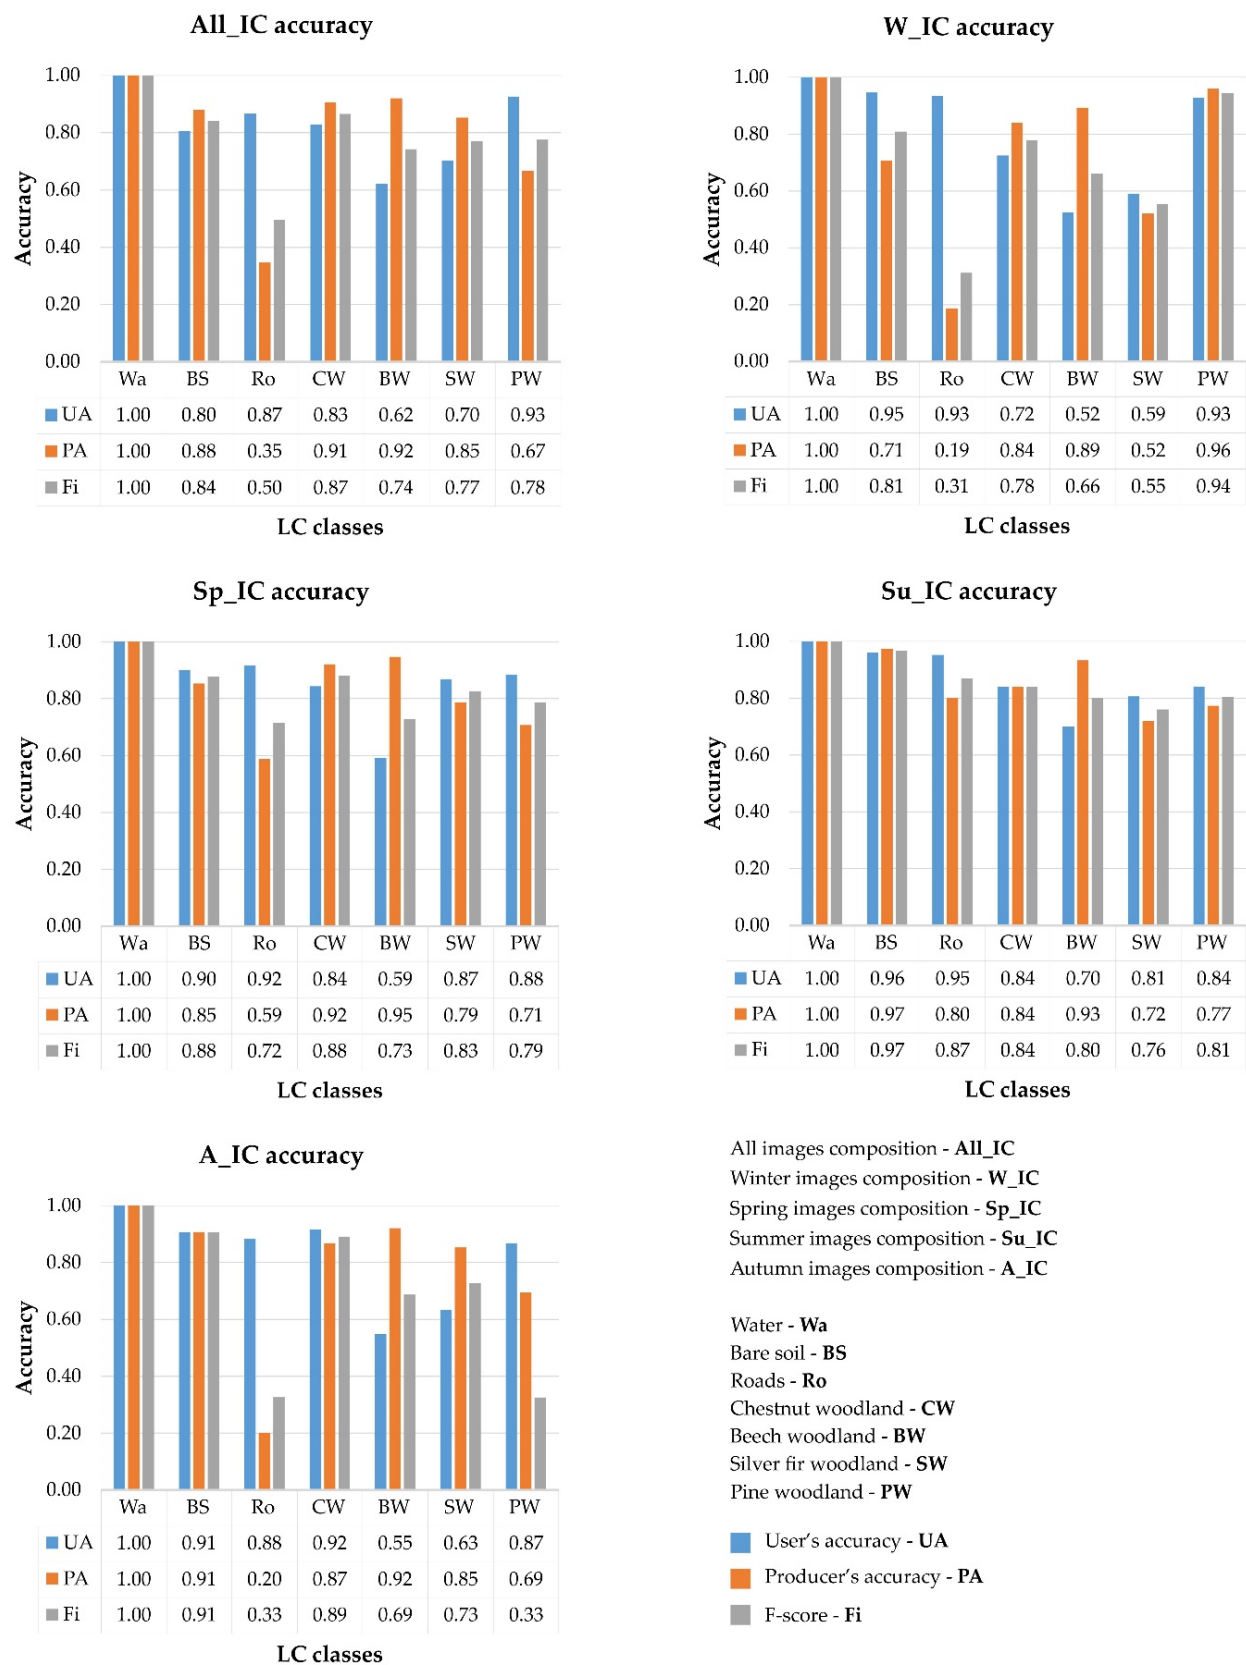 All_IC accuracy
Accuracy
1.00
0.80
0.60
0.40
0.20
0.00
Wa BS Ro CW BW SW PW
UA 1.00 0.80 0.87 0.83 0.62 0.70 0.93
PA 1.00 0.88 0.35 0.91 0.92 0.85 0.67
Fi 1.00 0.84 0.50 0.87 0.74 0.77 0.78
LC classes
W_IC accuracy
Accuracy
1.00
0.80
0.60
0.40
0.20
0.00
Wa BS Ro CW BW SW PW
UA 1.00 0.95 0.93 0.72 0.52 0.59 0.93
PA 1.00 0.71 0.19 0.84 0.89 0.52 0.96
Fi 1.00 0.81 0.31 0.78 0.66 0.55 0.94
LC classes
Sp_IC accuracy
Accuracy
1.00
0.80
0.60
0.40
0.20
0.00
Wa BS Ro CW BW SW PW
UA 1.00 0.90 0.92 0.84 0.59 0.87 0.88
PA 1.00 0.85 0.59 0.92 0.95 0.79 0.71
Fi 1.00 0.88 0.72 0.88 0.73 0.83 0.79
LC classes
Su_IC accuracy
Accuracy
1.00
0.80
0.60
0.40
0.20
0.00
Wa BS Ro CW BW SW PW
UA 1.00 0.96 0.95 0.84 0.70 0.81 0.84
PA 1.00 0.97 0.80 0.84 0.93 0.72 0.77
Fi 1.00 0.97 0.87 0.84 0.80 0.76 0.81
LC classes
A_IC accuracy
Accuracy
1.00
0.80
0.60
0.40
0.20
0.00
Wa BS Ro CW BW SW PW
UA 1.00 0.91 0.88 0.92 0.55 0.63 0.87
PA 1.00 0.91 0.20 0.87 0.92 0.85 0.69
Fi 1.00 0.91 0.33 0.89 0.69 0.73 0.33
LC classes
All images composition - All_IC
Winter images composition - W_IC
Spring images composition - Sp_IC
Summer images composition - Su_IC
Autumn images composition - A_IC
Water - Wa
Bare soil - BS
Roads - Ro
Chestnut woodland - CW
Beech woodland - BW
Silver fir woodland - SW
Pine woodland - PW
User's accuracy - UA
Producer's accuracy - PA
F-score - Fi